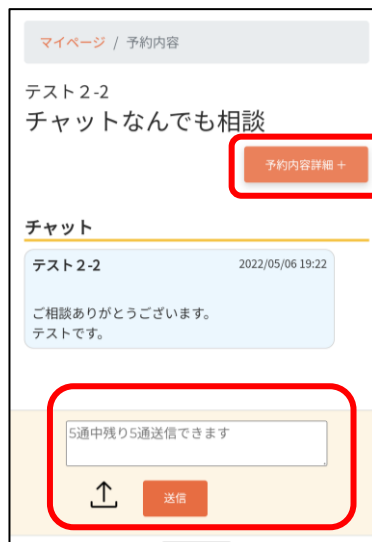 マイページ / 予約内容
テスト２-2
チャットなんでも相談
予約内容詳細 +
チャット
テスト２-2 2022/05/06 19:22
ご相談ありがとうございます。
テストです。
5通中残り5通送信できます
送信